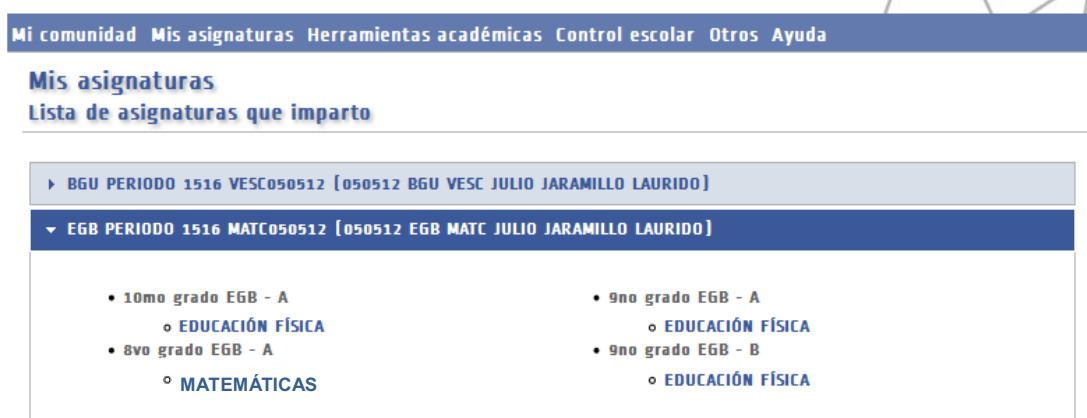 Mi comunidad Mis asignaturas Herramientas académicas Control escolar Otros Ayuda
Mis asignaturas
Lista de asignaturas que imparto
BGU PERIODO 1516 VESC050512 [050512 BGU VESC JULIO JARAMILLO LAURIDO]
EGB PERIODO 1516 MATC050512 [050512 EGB MATC JULIO JARAMILLO LAURIDO]
10mo grado EGB - A
EDUCACIÓN FÍSICA
8vo grado EGB - A
MATEMÁTICAS
9no grado EGB - A
EDUCACIÓN FÍSICA
9no grado EGB - B
EDUCACIÓN FÍSICA